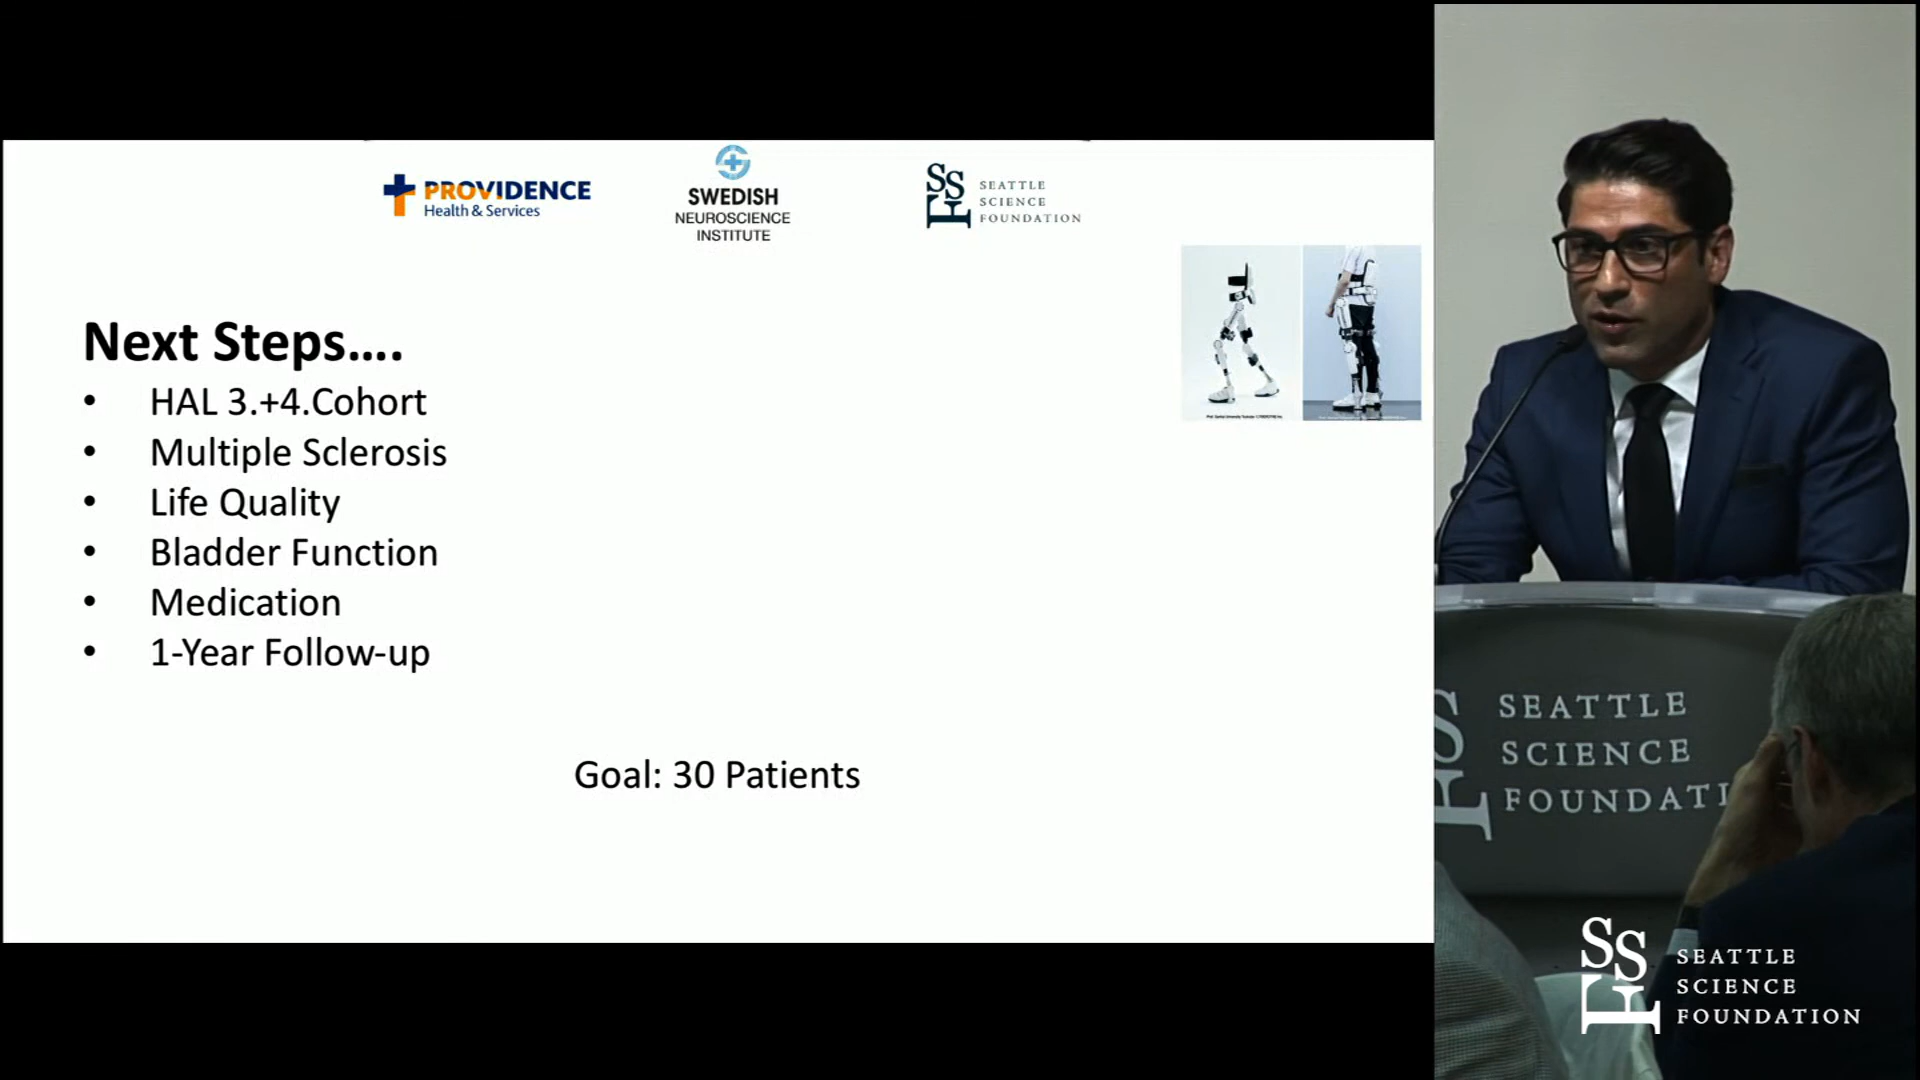 PROVIDENCE
Health & Services
SWEDISH
NEUROSCIENCE
INSTITUTE
SEATTLE
SCIENCE
FOUNDATION
Next Steps….
• HAL 3.+4.Cohort
• Multiple Sclerosis
• Life Quality
• Bladder Function
• Medication
• 1-Year Follow-up
Goal: 30 Patients
SEATTLE
SCIENCE
FOUNDATI
SSF
SEATTLE
SCIENCE
FOUNDATION